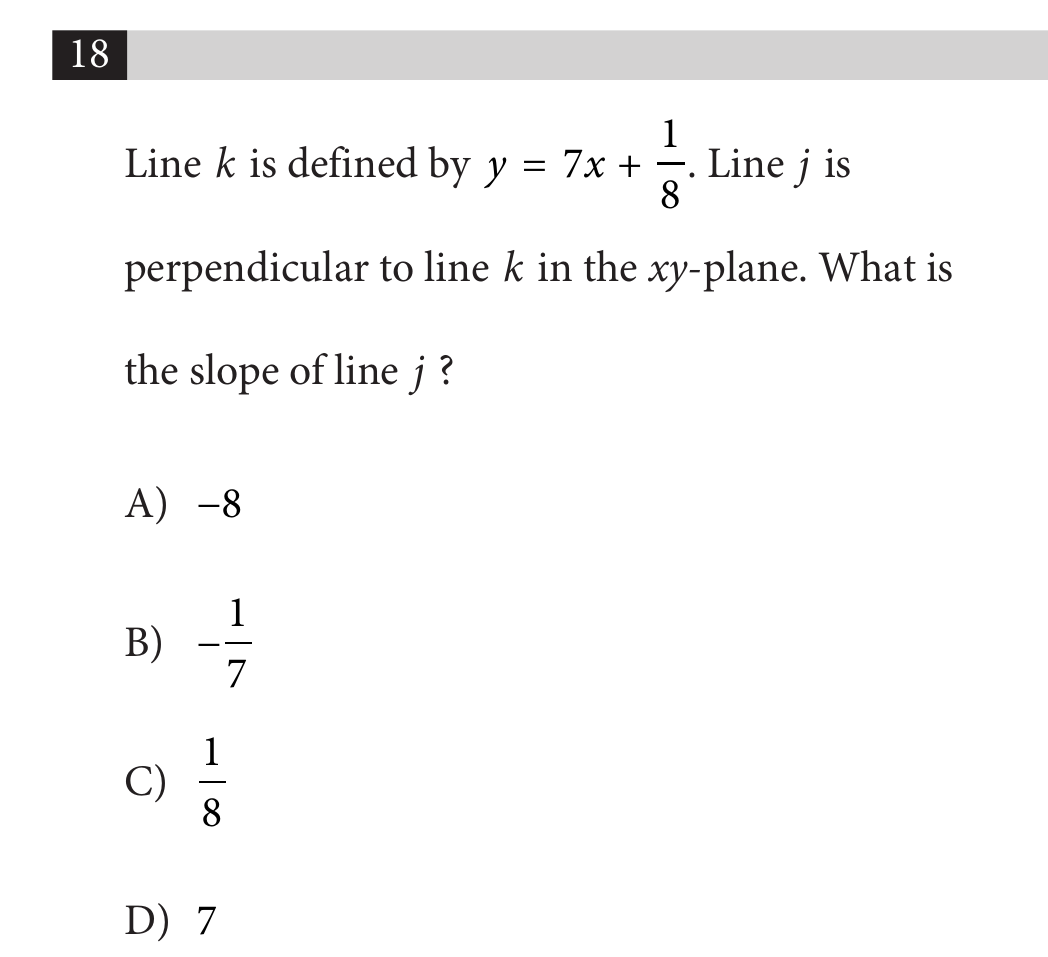 18
Line k is defined by y = 7x + 1/8. Line j is
perpendicular to line k in the xy-plane. What is
the slope of line j ?
A) –8
B) –1/7
C) 1/8
D) 7